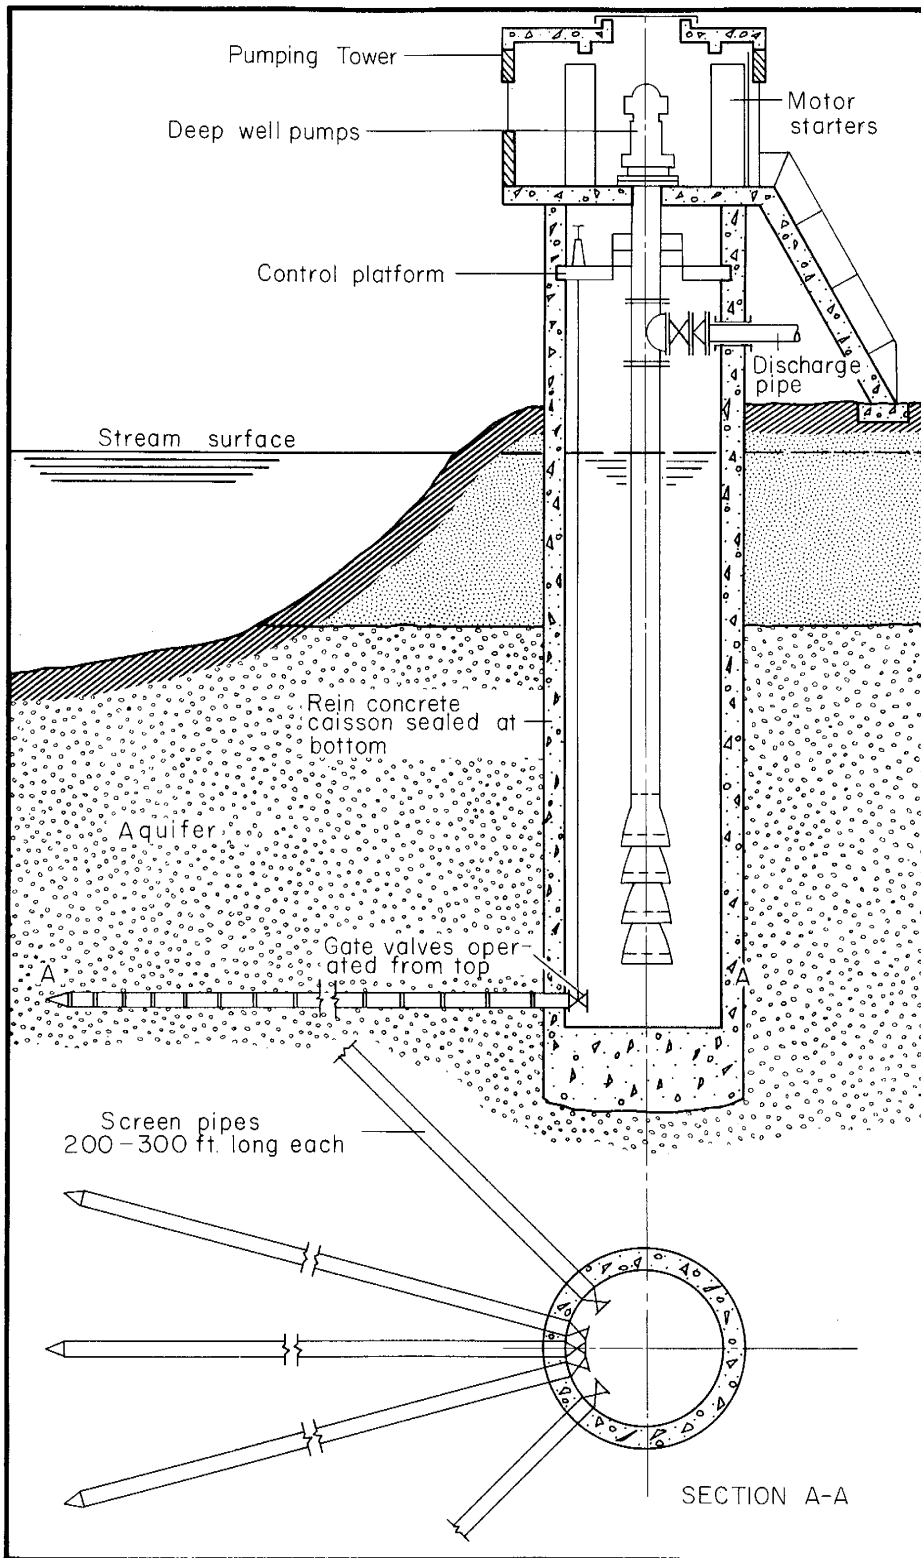 Pumping Tower
Deep well pumps
Motor
starters
Control platform
Discharge
pipe
Stream surface
Rein concrete
caisson sealed at
bottom
Aquifer
Gate valves oper-
ated from top
A
A
Screen pipes
200-300 ft. long each
SECTION A-A